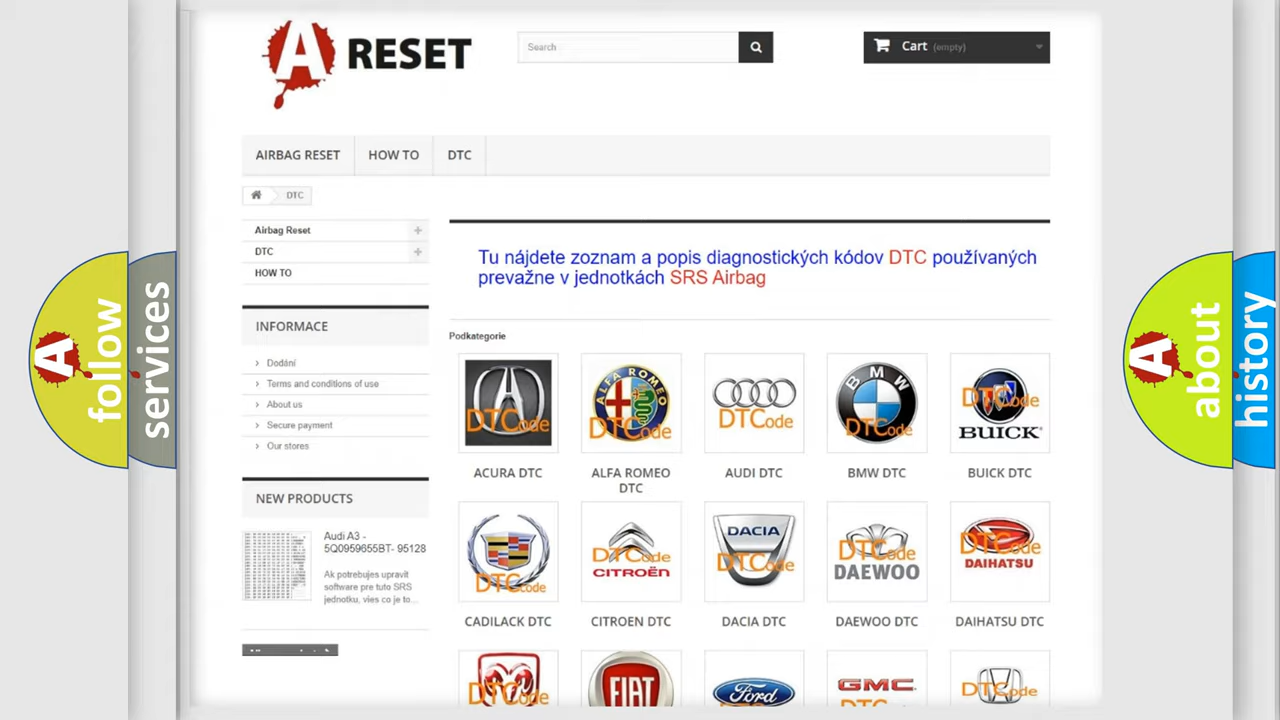 A RESET
Search
Cart (empty)
AIRBAG RESET
HOW TO
DTC
DTC
Airbag Reset
DTC
HOW TO
INFORMACE
Dodání
Terms and conditions of use
About us
Secure payment
Our stores
NEW PRODUCTS
Audi A3 -
5Q0959655BT- 95128
Ak potrebujes upravit
software pre tuto SRS
jednotku, vies co je to...
Tu nájdete zoznam a popis diagnostických kódov DTC používaných
prevažne v jednotkách SRS Airbag
Podkategorie
DTCode
ALFA ROMEO
DTCode
DTCode
BMW
DTCode
DTCode
BUICK
ACURA DTC
ALFA ROMEO
DTC
AUDI DTC
BMW DTC
BUICK DTC
DTCode
DTCode
CITROËN
DACIA
DTCode
DTCode
DAEWOO
DTCode
DAIHATSU
CADILACK DTC
CITROEN DTC
DACIA DTC
DAEWOO DTC
DAIHATSU DTC
DTCode
FIAT
Ford
GMC
DTCode
A follow
services
A about
history